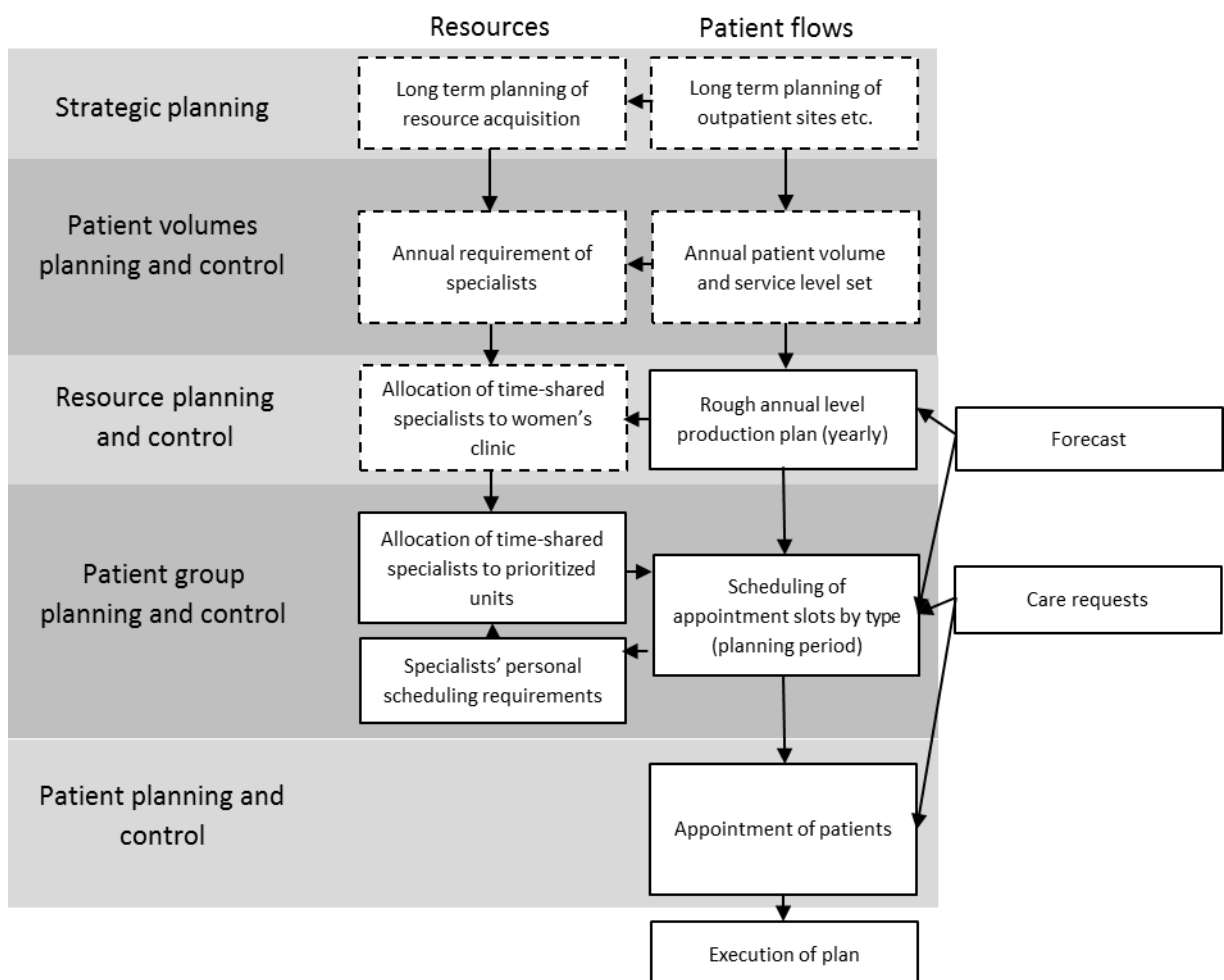 Resources
Patient flows
Strategic planning
Long term planning of
resource acquisition
Long term planning of
outpatient sites etc.
Patient volumes
planning and control
Annual requirement of
specialists
Annual patient volume
and service level set
Resource planning
and control
Allocation of time-shared
specialists to women's
clinic
Rough annual level
production plan (yearly)
Forecast
Patient group
planning and control
Allocation of time-shared
specialists to prioritized
units
Specialists' personal
scheduling requirements
Scheduling of
appointment slots by type
(planning period)
Care requests
Patient planning and
control
Appointment of patients
Execution of plan